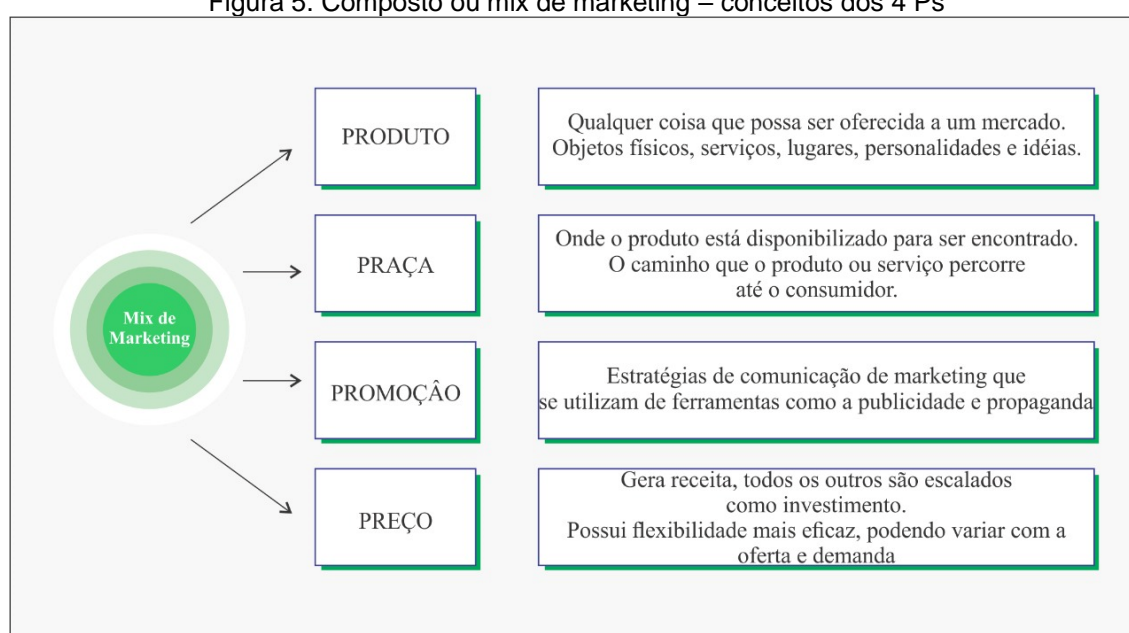 Figura 5. Composto ou mix de marketing – conceitos dos 4 Ps
PRODUTO
Qualquer coisa que possa ser oferecida a um mercado.
Objetos físicos, serviços, lugares, personalidades e idéias.
PRAÇA
Onde o produto está disponibilizado para ser encontrado.
O caminho que o produto ou serviço percorre
até o consumidor.
Mix de
Marketing
PROMOÇÂO
Estratégias de comunicação de marketing que
se utilizam de ferramentas como a publicidade e propaganda
PREÇO
Gera receita, todos os outros são escalados
como investimento.
Possui flexibilidade mais eficaz, podendo variar com a
oferta e demanda